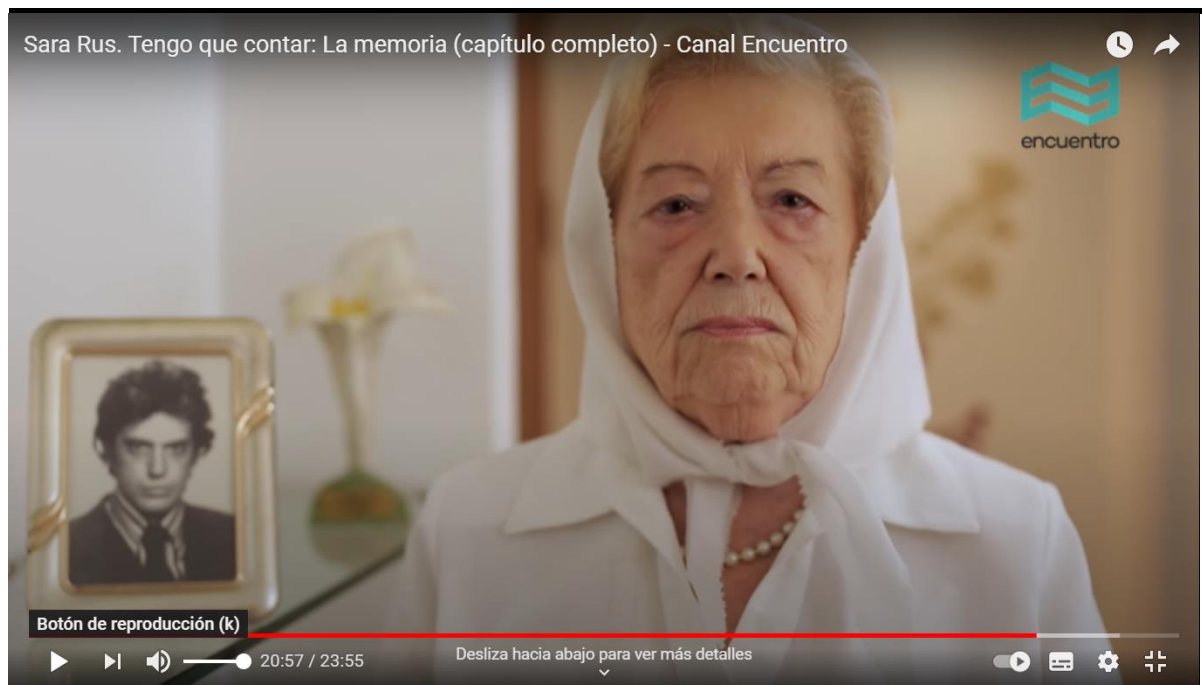 Sara Rus. Tengo que contar: La memoria (capítulo completo) - Canal Encuentro
encuentro
Botón de reproducción (k)
20:57 / 23:55
Desliza hacia abajo para ver más detalles